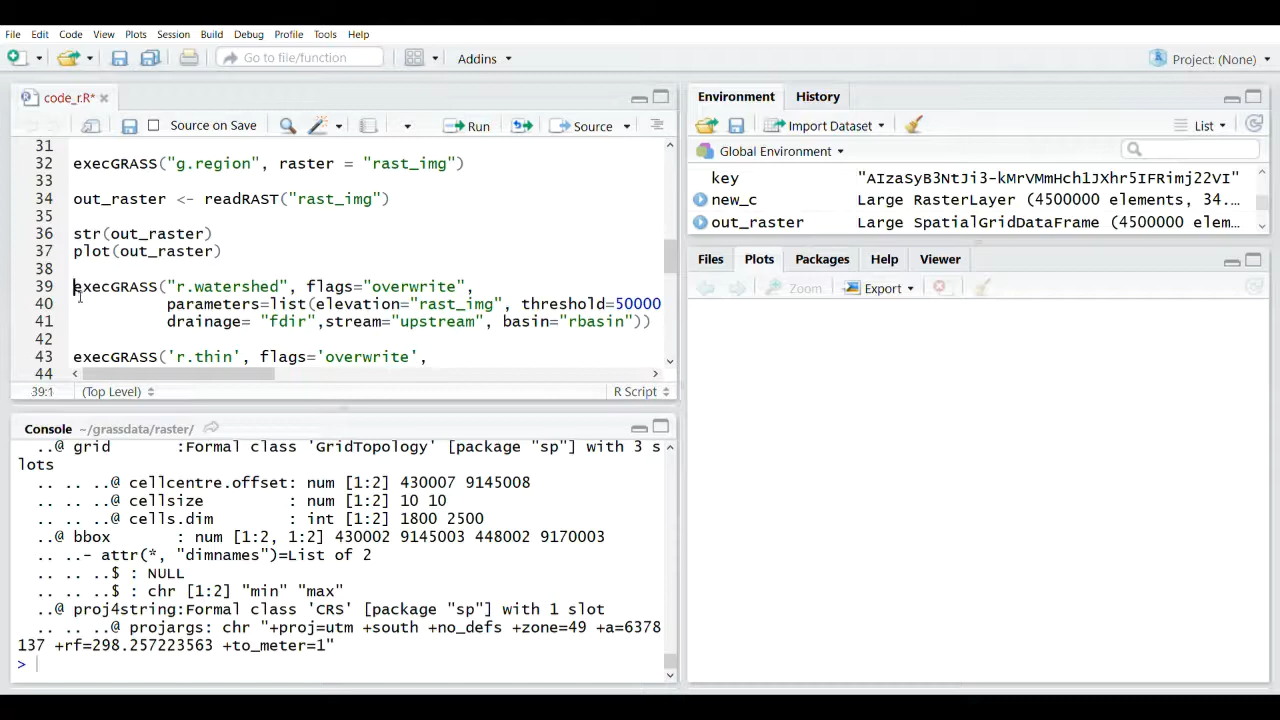 File Edit Code View Plots Session Build Debug Profile Tools Help
Go to file/function Addins Project: (None)
code_r.R*
Source on Save Run Source
31
32 execGRASS("g.region", raster = "rast_img")
33
34 out_raster <- readRAST("rast_img")
35
36 str(out_raster)
37 plot(out_raster)
38
39 execGRASS("r.watershed", flags="overwrite",
40 parameters=list(elevation="rast_img", threshold=50000
41 drainage= "fdir",stream="upstream", basin="rbasin"))
42
43 execGRASS('r.thin', flags='overwrite',
44
39:1 (Top Level) R Script
Console ~/grassdata/raster/
..@ grid :Formal class 'GridTopology' [package "sp"] with 3 s
lots
.. .. ..@ cellcentre.offset: num [1:2] 430007 9145008
.. .. ..@ cellsize : num [1:2] 10 10
.. .. ..@ cells.dim : int [1:2] 1800 2500
..@ bbox : num [1:2, 1:2] 430002 9145003 448002 9170003
.. ..- attr(*, "dimnames")=List of 2
.. .. ..$ : NULL
.. .. ..$ : chr [1:2] "min" "max"
..@ proj4string:Formal class 'CRS' [package "sp"] with 1 slot
.. .. ..@ projargs: chr "+proj=utm +south +no_defs +zone=49 +a=6378
137 +rf=298.257223563 +to_meter=1"
>
Environment History
Import Dataset List
Global Environment
key "AIzaSyB3NtJi3-kMrVMmHch1JXhr5IFRimj22VI"
new_c Large RasterLayer (4500000 elements, 34....
out_raster Large SpatialGridDataFrame (4500000 elem...
Files Plots Packages Help Viewer
Zoom Export